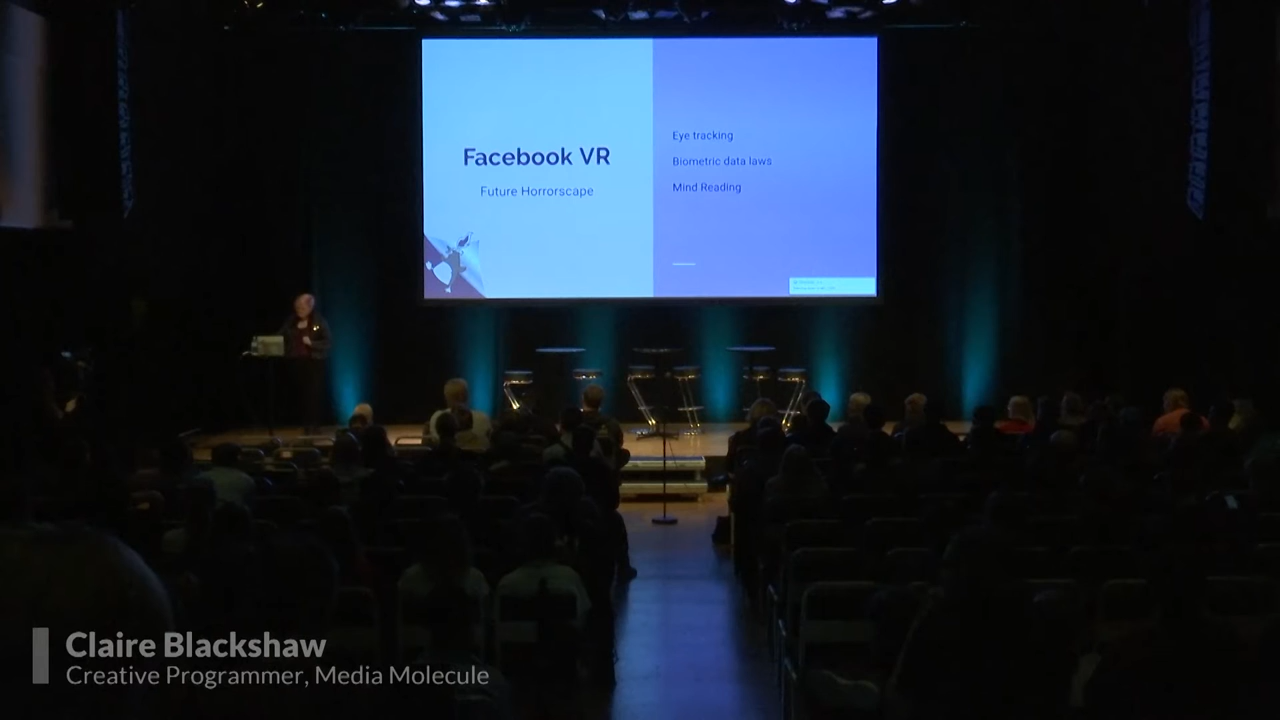 Facebook VR
Future Horrorscape
Eye tracking
Biometric data laws
Mind Reading
Claire Blackshaw
Creative Programmer, Media Molecule